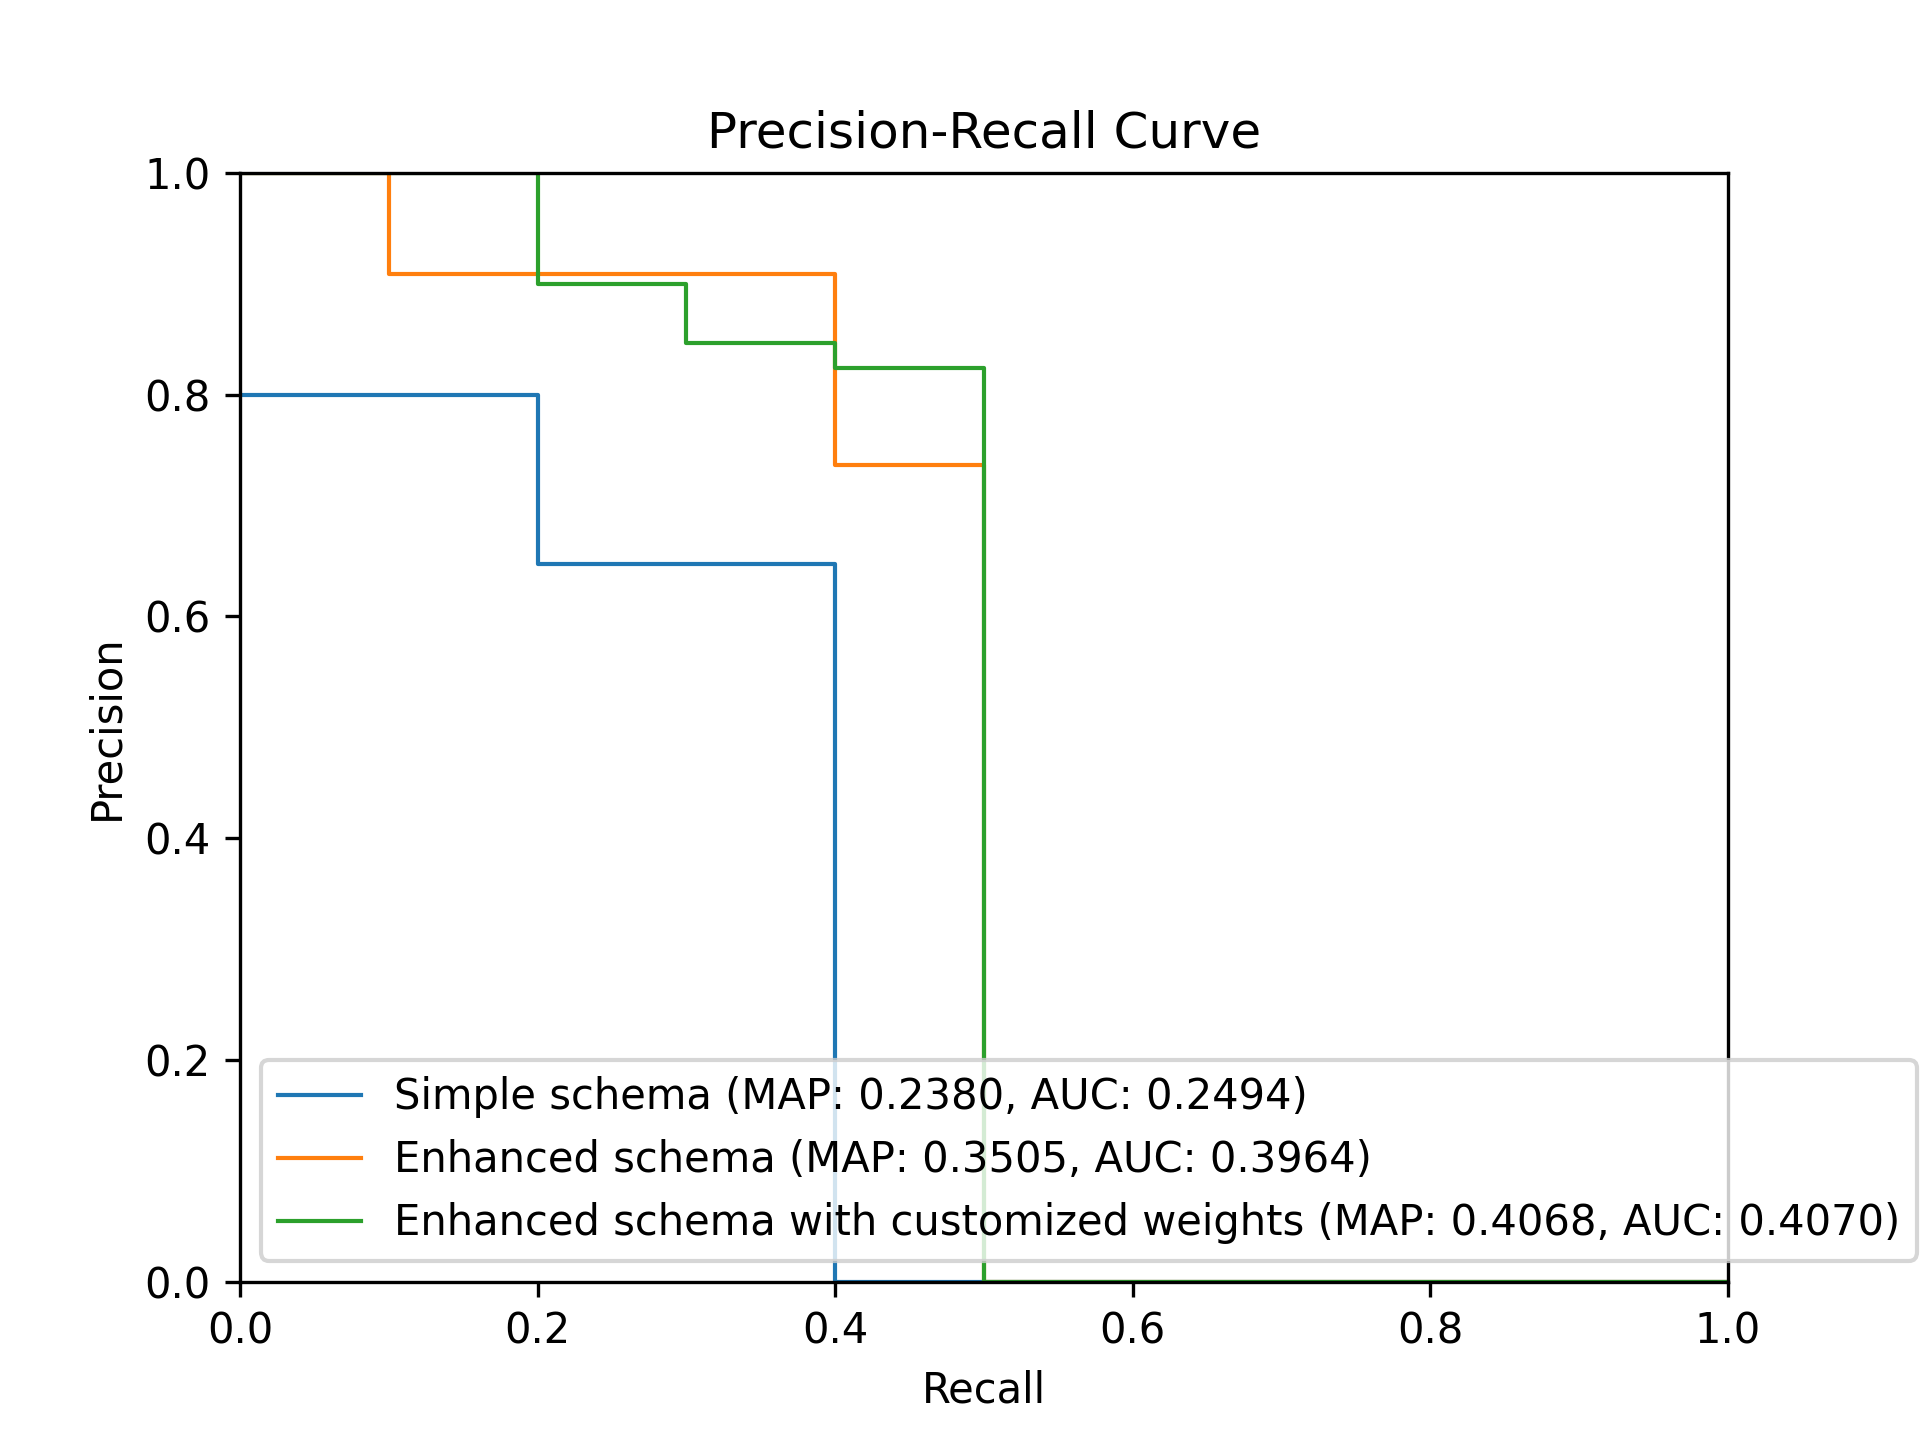 Precision-Recall Curve
1.0
0.8
0.6
0.4
0.2
0.0
Precision
Simple schema (MAP: 0.2380, AUC: 0.2494)
Enhanced schema (MAP: 0.3505, AUC: 0.3964)
Enhanced schema with customized weights (MAP: 0.4068, AUC: 0.4070)
0.0 0.2 0.4 0.6 0.8 1.0
Recall